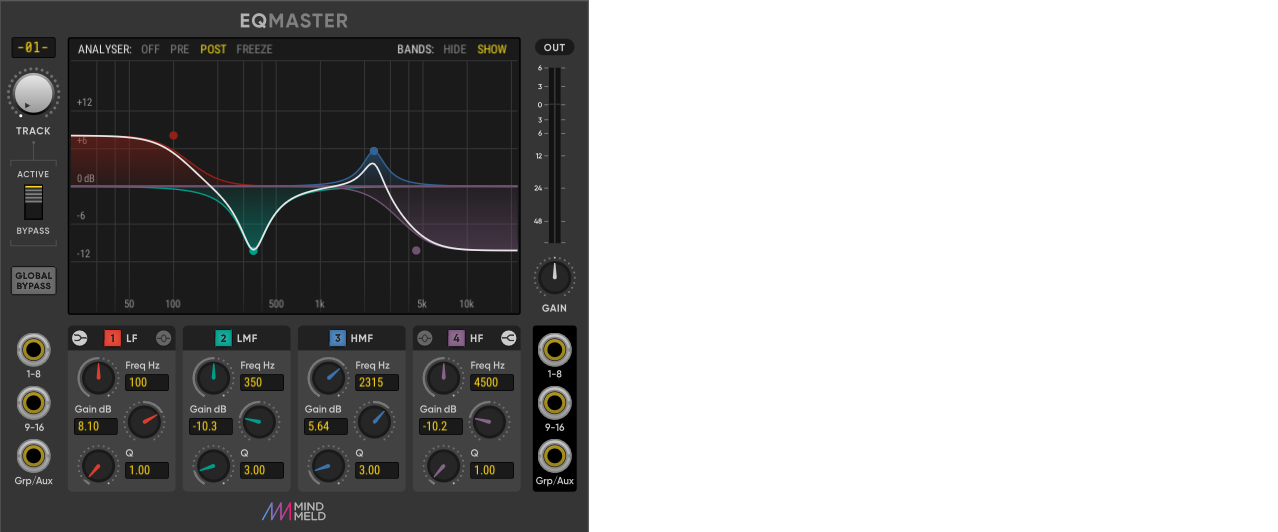 EQMASTER
-01-
ANALYSER: OFF PRE POST FREEZE BANDS: HIDE SHOW
OUT
TRACK
ACTIVE
BYPASS
GLOBAL
BYPASS
+12
+6
0 dB
-6
-12
50 100 500 1k 5k 10k
6
3
0
3
6
12
24
48
GAIN
1-8
9-16
Grp/Aux
1 LF
Freq Hz
100
Gain dB
8.10
Q
1.00
2 LMF
Freq Hz
350
Gain dB
-10.3
Q
3.00
3 HMF
Freq Hz
2315
Gain dB
5.64
Q
3.00
4 HF
Freq Hz
4500
Gain dB
-10.2
Q
1.00
1-8
9-16
Grp/Aux
MIND
MELD